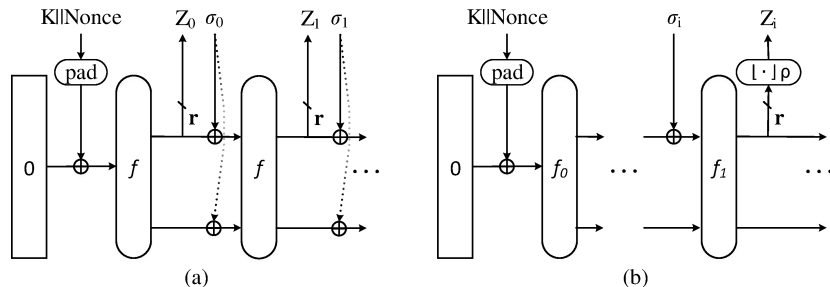 K||Nonce Z₀ σ₀ Z₁ σ₁
pad
r r
0 f f ...
(a)
K||Nonce σᵢ Zᵢ
pad ⌊·⌋ρ
r
0 f₀ ... f₁ ...
(b)